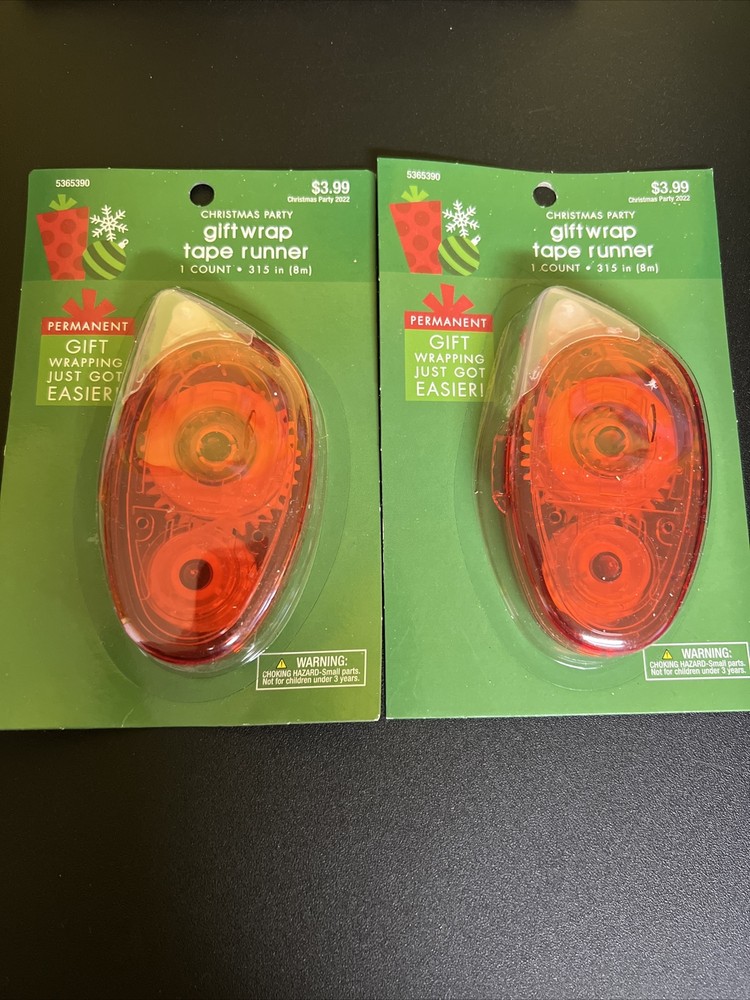 5365390
$3.99
Christmas Party 2022
CHRISTMAS PARTY
giftwrap
tape runner
1 COUNT • 315 in (8m)
PERMANENT
GIFT
WRAPPING
JUST GOT
EASIER!
WARNING:
CHOKING HAZARD-Small parts.
Not for children under 3 years.
5365390
$3.99
Christmas Party 2022
CHRISTMAS PARTY
giftwrap
tape runner
1 COUNT • 315 in (8m)
PERMANENT
GIFT
WRAPPING
JUST GOT
EASIER!
WARNING:
CHOKING HAZARD-Small parts.
Not for children under 3 years.